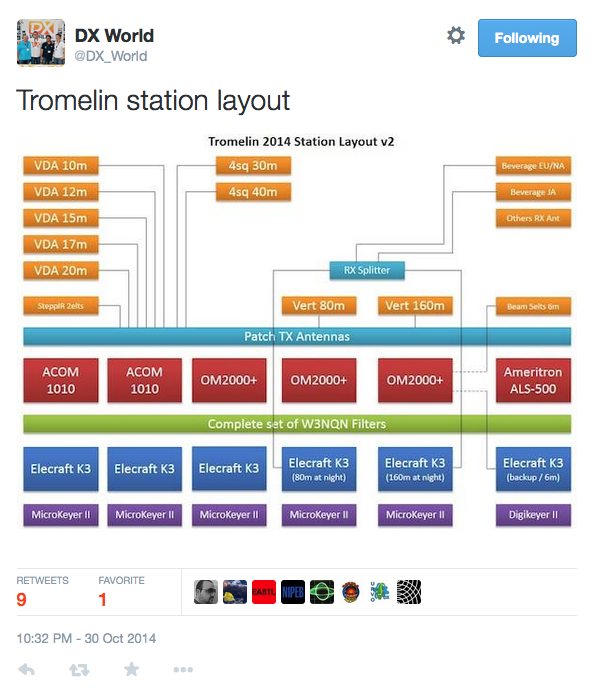 DX World
@DX_World
Following
Tromelin station layout
Tromelin 2014 Station Layout v2
VDA 10m
4sq 30m
Beverage EU/NA
VDA 12m
4sq 40m
Beverage JA
VDA 15m
Others RX Ant
VDA 17m
VDA 20m
RX Splitter
SteppIR 2elts
Vert 80m
Vert 160m
Beam 5elts 6m
Patch TX Antennas
ACOM
1010
ACOM
1010
OM2000+
OM2000+
OM2000+
Ameritron
ALS-500
Complete set of W3NQN Filters
Elecraft K3
Elecraft K3
Elecraft K3
Elecraft K3
(80m at night)
Elecraft K3
(160m at night)
Elecraft K3
(backup / 6m)
MicroKeyer II
MicroKeyer II
MicroKeyer II
MicroKeyer II
MicroKeyer II
Digikeyer II
RETWEETS
9
FAVORITE
1
10:32 PM - 30 Oct 2014